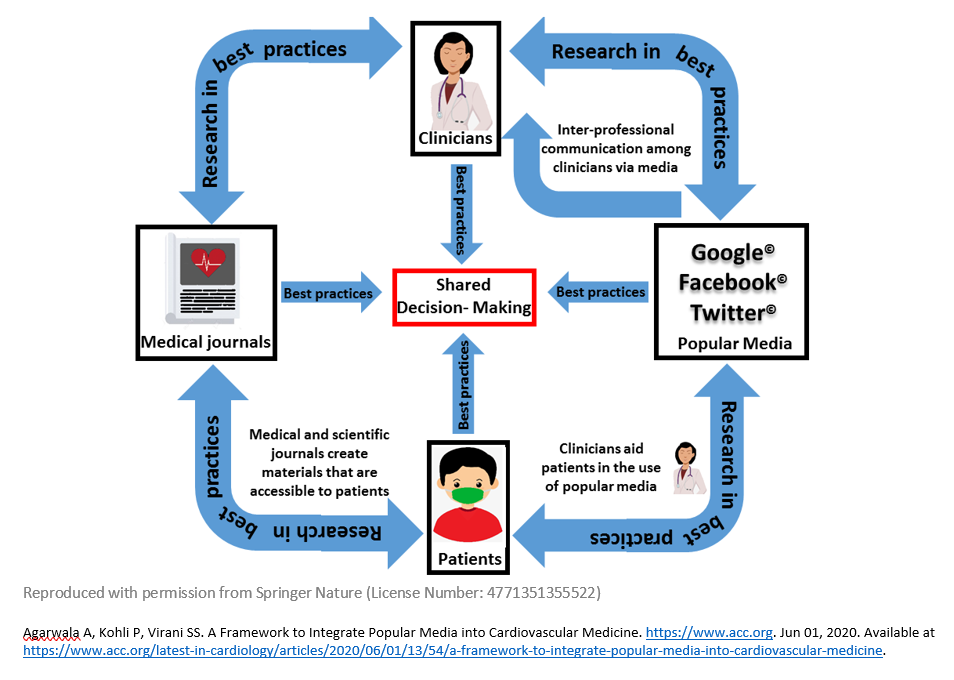 Research in best practices
Clinicians
Research in best practices
Inter-professional
communication among
clinicians via media
Best practices
Medical journals
Best practices
Shared
Decision- Making
Best practices
Google©
Facebook©
Twitter©
Popular Media
Best practices
Research in best practices
Medical and scientific
journals create
materials that are
accessible to patients
Patients
Clinicians aid
patients in the use
of popular media
Research in best practices
Reproduced with permission from Springer Nature (License Number: 4771351355522)
Agarwala A, Kohli P, Virani SS. A Framework to Integrate Popular Media into Cardiovascular Medicine. https://www.acc.org. Jun 01, 2020. Available at
https://www.acc.org/latest-in-cardiology/articles/2020/06/01/13/54/a-framework-to-integrate-popular-media-into-cardiovascular-medicine.